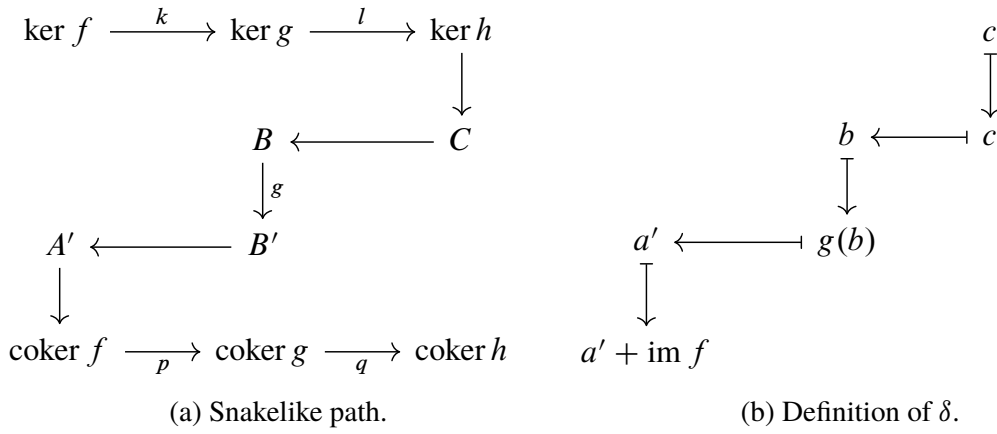 k l
ker f ker g ker h c
B C b c
g
A′ B′ a′ g(b)
coker f coker g coker h a′ + im f
p q
(a) Snakelike path. (b) Definition of δ.